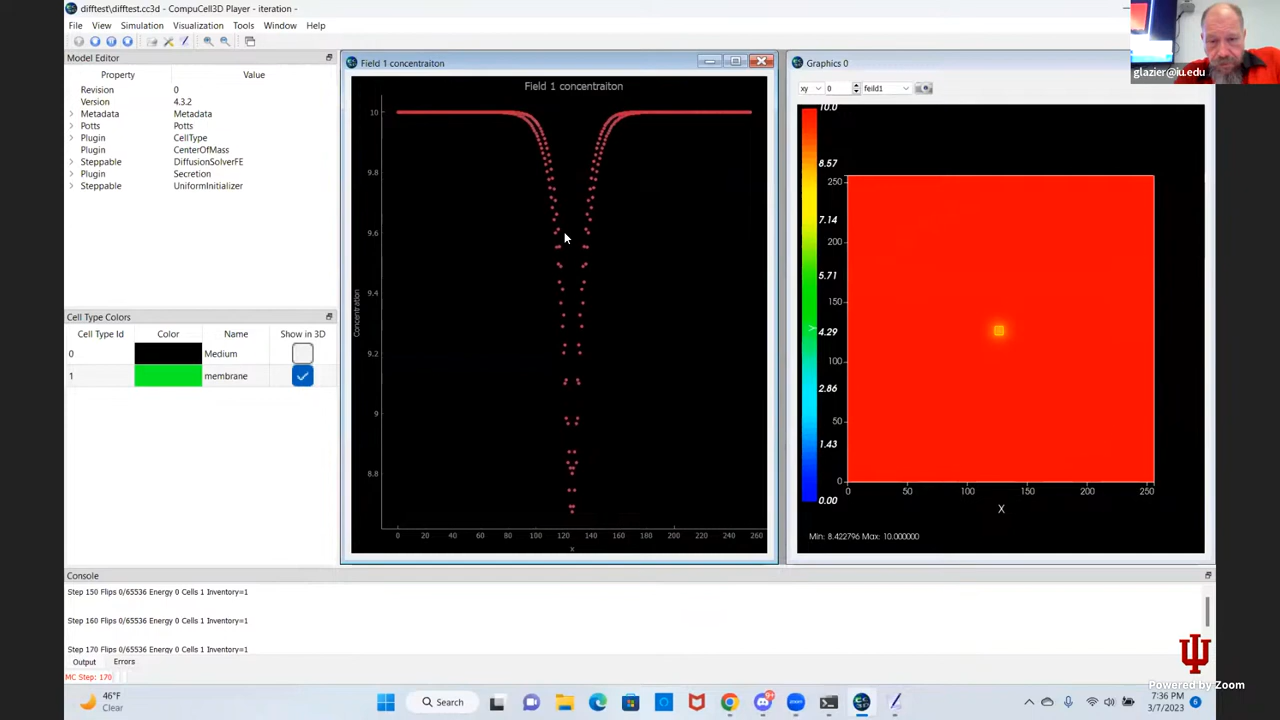 difftest\difftest.cc3d - CompuCell3D Player - iteration -
File View Simulation Visualization Tools Window Help
Model Editor
Property Value
Revision 0
Version 4.3.2
Metadata Metadata
Potts Potts
Plugin CellType
Plugin CenterOfMass
Steppable DiffusionSolverFE
Plugin Secretion
Steppable UniformInitializer
Cell Type Colors
Cell Type Id Color Name Show in 3D
0 Medium
1 membrane
Field 1 concentraiton
Field 1 concentraiton
10
9.8
9.6
9.4
9.2
9
8.8
Concentration
0 20 40 60 80 100 120 140 160 180 200 220 240 260
x
Graphics 0
xy 0 feild1
10.0
8.57
7.14
5.71
4.29
2.86
1.43
0.00
250
200
150
Y
100
50
0
0 50 100 150 200 250
X
Min: 8.422796 Max: 10.000000
glazier@iu.edu
Console
Step 150 Flips 0/65536 Energy 0 Cells 1 Inventory=1
Step 160 Flips 0/65536 Energy 0 Cells 1 Inventory=1
Step 170 Flips 0/65536 Energy 0 Cells 1 Inventory=1
Output Errors
MC Step: 170
Powered by Zoom
46°F
Clear
Search
7:36 PM
3/7/2023